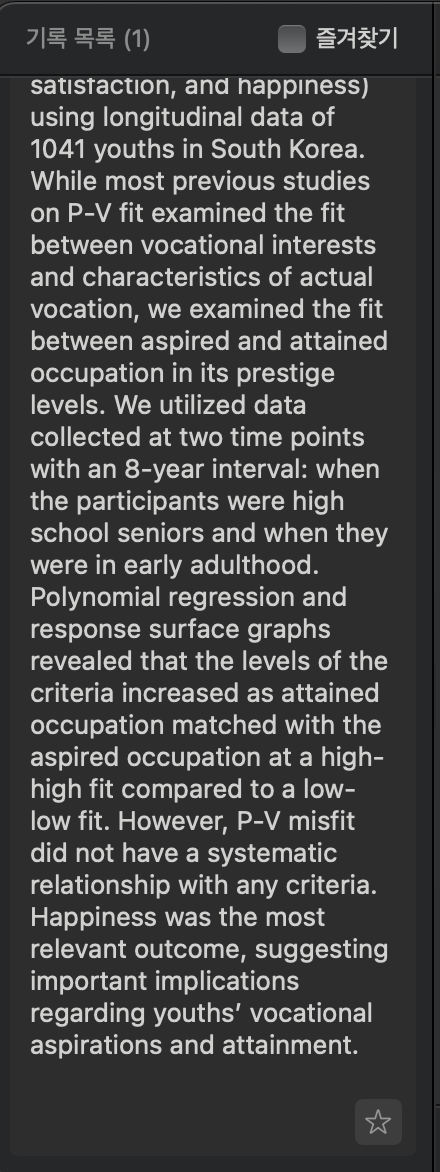 기록 목록 (1)
즐겨찾기
satisfaction, and happiness)
using longitudinal data of
1041 youths in South Korea.
While most previous studies
on P-V fit examined the fit
between vocational interests
and characteristics of actual
vocation, we examined the fit
between aspired and attained
occupation in its prestige
levels. We utilized data
collected at two time points
with an 8-year interval: when
the participants were high
school seniors and when they
were in early adulthood.
Polynomial regression and
response surface graphs
revealed that the levels of the
criteria increased as attained
occupation matched with the
aspired occupation at a high-
high fit compared to a low-
low fit. However, P-V misfit
did not have a systematic
relationship with any criteria.
Happiness was the most
relevant outcome, suggesting
important implications
regarding youths’ vocational
aspirations and attainment.